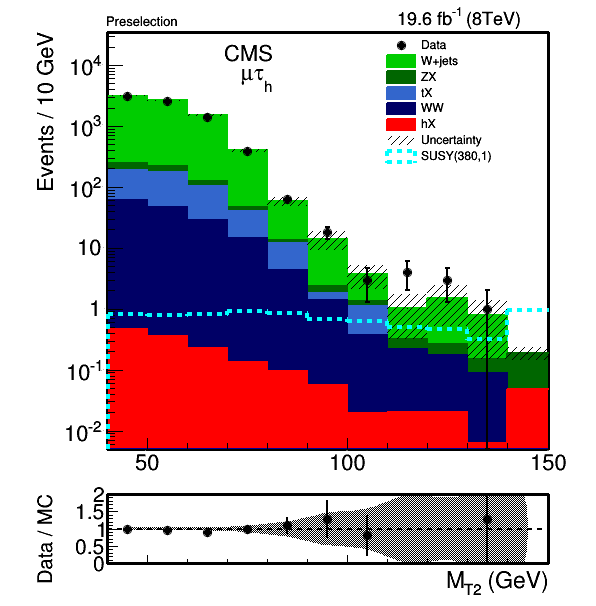 Preselection 19.6 fb⁻¹ (8TeV)
Events / 10 GeV
10⁴
10³
10²
10
1
10⁻¹
10⁻²
CMS
μτₕ
Data
W+jets
ZX
tX
WW
hX
Uncertainty
SUSY(380,1)
50 100 150
Data / MC
2
1.5
1
0.5
0
M_T2 (GeV)